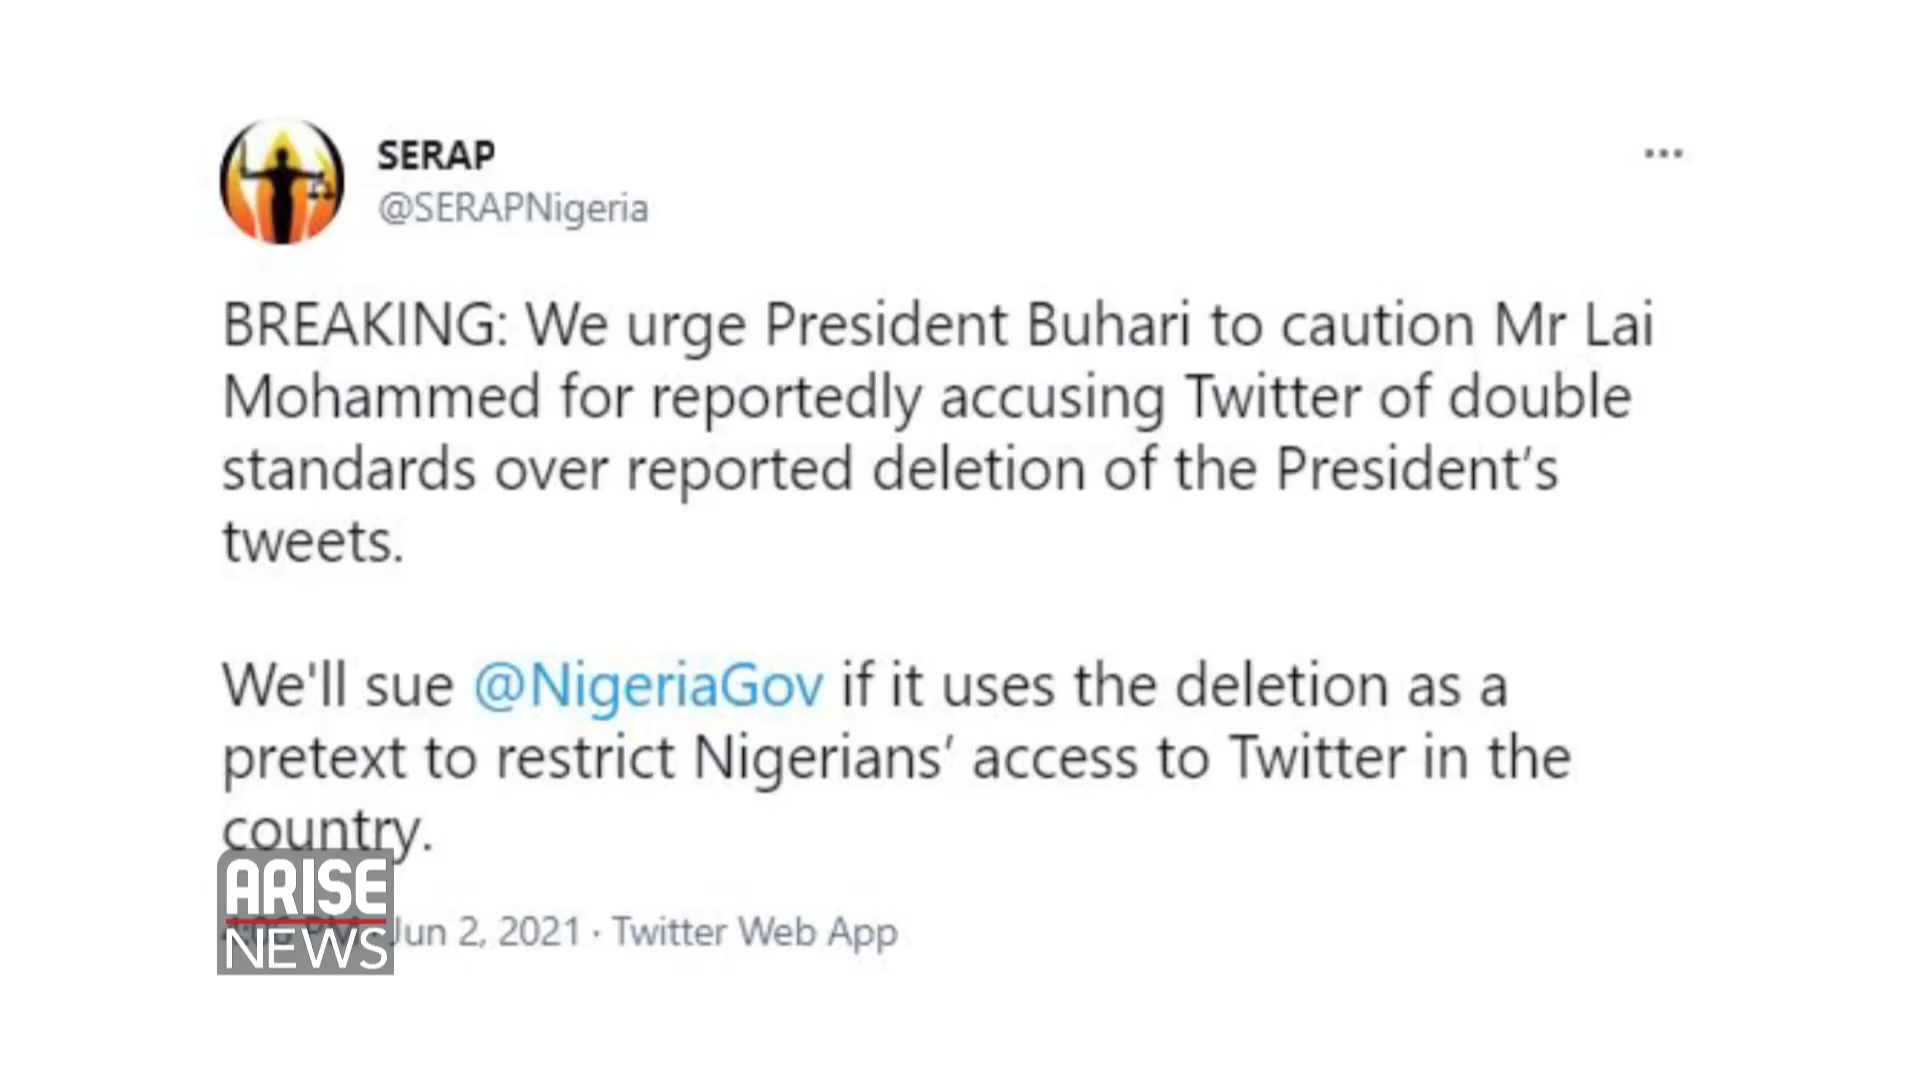 SERAP
@SERAPNigeria
BREAKING: We urge President Buhari to caution Mr Lai
Mohammed for reportedly accusing Twitter of double
standards over reported deletion of the President’s
tweets.
We'll sue @NigeriaGov if it uses the deletion as a
pretext to restrict Nigerians’ access to Twitter in the
country.
Jun 2, 2021 · Twitter Web App
ARISE
NEWS